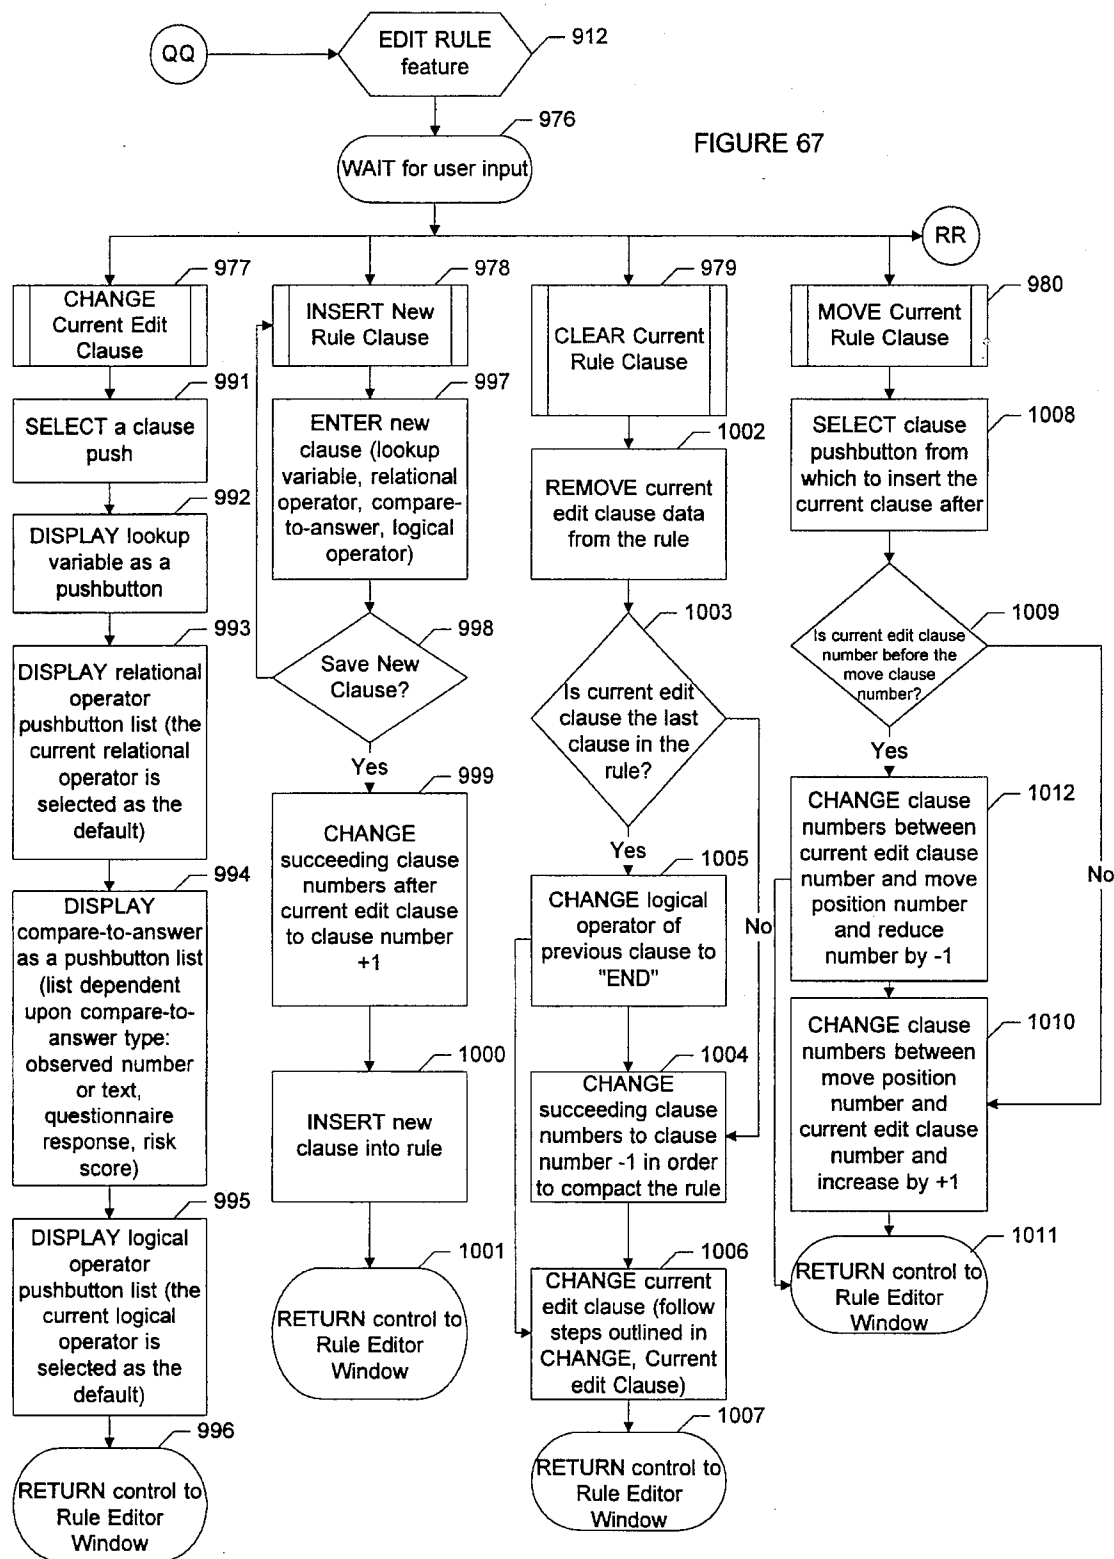 QQ
EDIT RULE
feature
912
976
WAIT for user input
FIGURE 67
RR
977
CHANGE
Current Edit
Clause
991
SELECT a clause
push
992
DISPLAY lookup
variable as a
pushbutton
993
DISPLAY relational
operator
pushbutton list (the
current relational
operator is
selected as the
default)
994
DISPLAY
compare-to-answer
as a pushbutton list
(list dependent
upon compare-to-
answer type:
observed number
or text,
questionnaire
response, risk
score)
995
DISPLAY logical
operator
pushbutton list (the
current logical
operator is
selected as the
default)
996
RETURN control to
Rule Editor
Window
978
INSERT New
Rule Clause
997
ENTER new
clause (lookup
variable, relational
operator, compare-
to-answer, logical
operator)
998
Save New
Clause?
Yes
999
CHANGE
succeeding clause
numbers after
current edit clause
to clause number
+1
1000
INSERT new
clause into rule
1001
RETURN control to
Rule Editor
Window
979
CLEAR Current
Rule Clause
1002
REMOVE current
edit clause data
from the rule
1003
Is current edit
clause the last
clause in the
rule?
Yes
No
1005
CHANGE logical
operator of
previous clause to
"END"
1004
CHANGE
succeeding clause
numbers to clause
number -1 in order
to compact the rule
1006
CHANGE current
edit clause (follow
steps outlined in
CHANGE, Current
edit Clause)
1007
RETURN control to
Rule Editor
Window
980
MOVE Current
Rule Clause
1008
SELECT clause
pushbutton from
which to insert the
current clause after
1009
Is current edit clause
number before the
move clause
number?
Yes
No
1012
CHANGE clause
numbers between
current edit clause
number and move
position number
and reduce
number by -1
1010
CHANGE clause
numbers between
move position
number and
current edit clause
number and
increase by +1
1011
RETURN control to
Rule Editor
Window